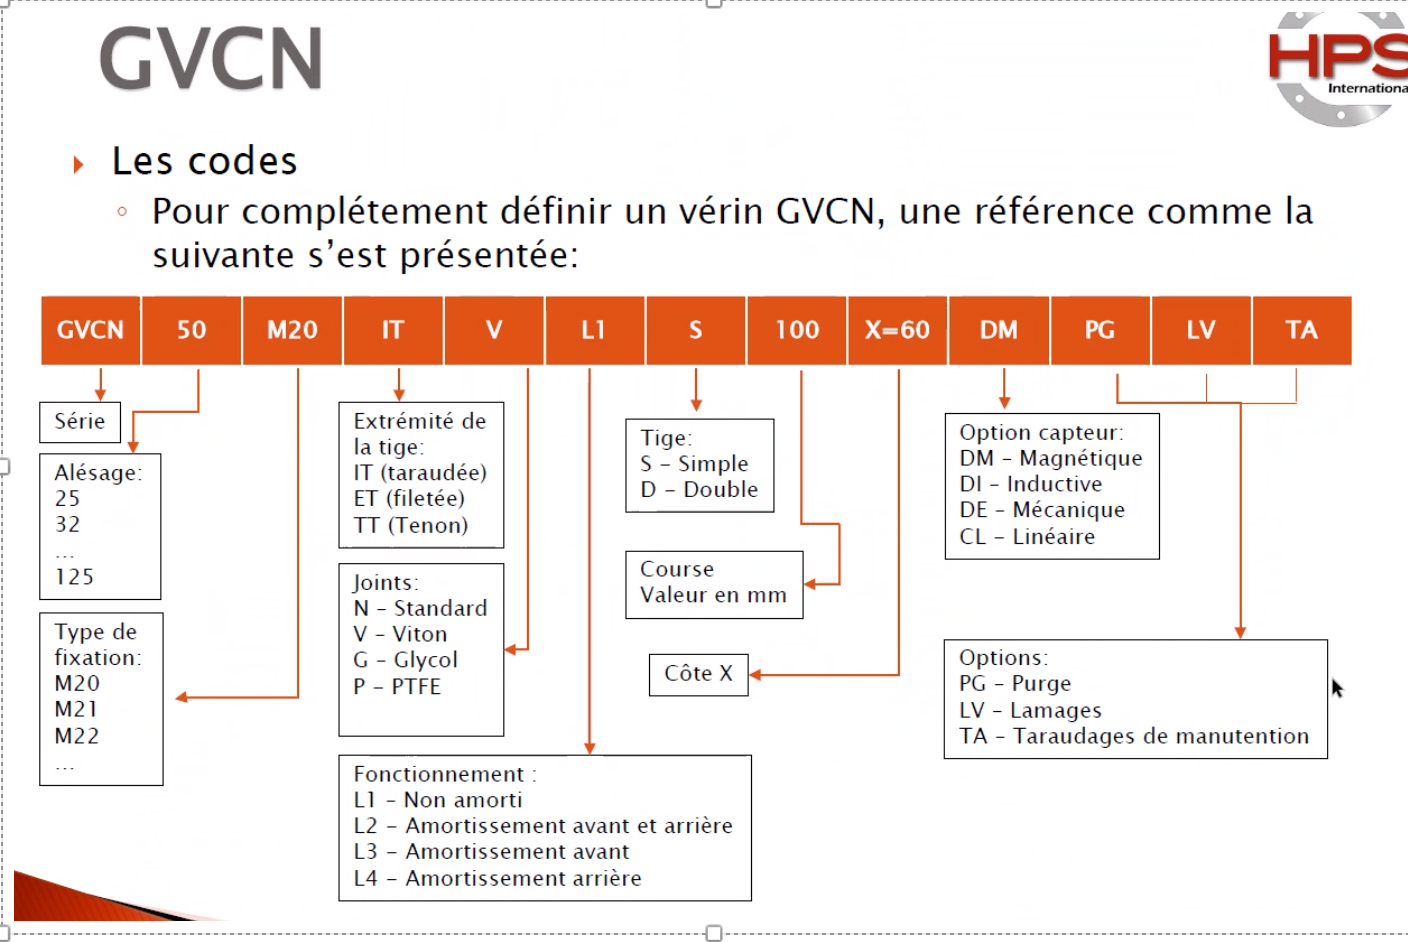 GVCN
HPS
International
Les codes
Pour complétement définir un vérin GVCN, une référence comme la
suivante s’est présentée:
GVCN 50 M20 IT V L1 S 100 X=60 DM PG LV TA
Série
Alésage:
25
32
...
125
Type de
fixation:
M20
M21
M22
...
Extrémité de
la tige:
IT (taraudée)
ET (filetée)
TT (Tenon)
Joints:
N – Standard
V – Viton
G – Glycol
P – PTFE
Fonctionnement :
L1 – Non amorti
L2 – Amortissement avant et arrière
L3 – Amortissement avant
L4 – Amortissement arrière
Tige:
S – Simple
D – Double
Course
Valeur en mm
Côte X
Option capteur:
DM – Magnétique
DI – Inductive
DE – Mécanique
CL – Linéaire
Options:
PG – Purge
LV – Lamages
TA – Taraudages de manutention